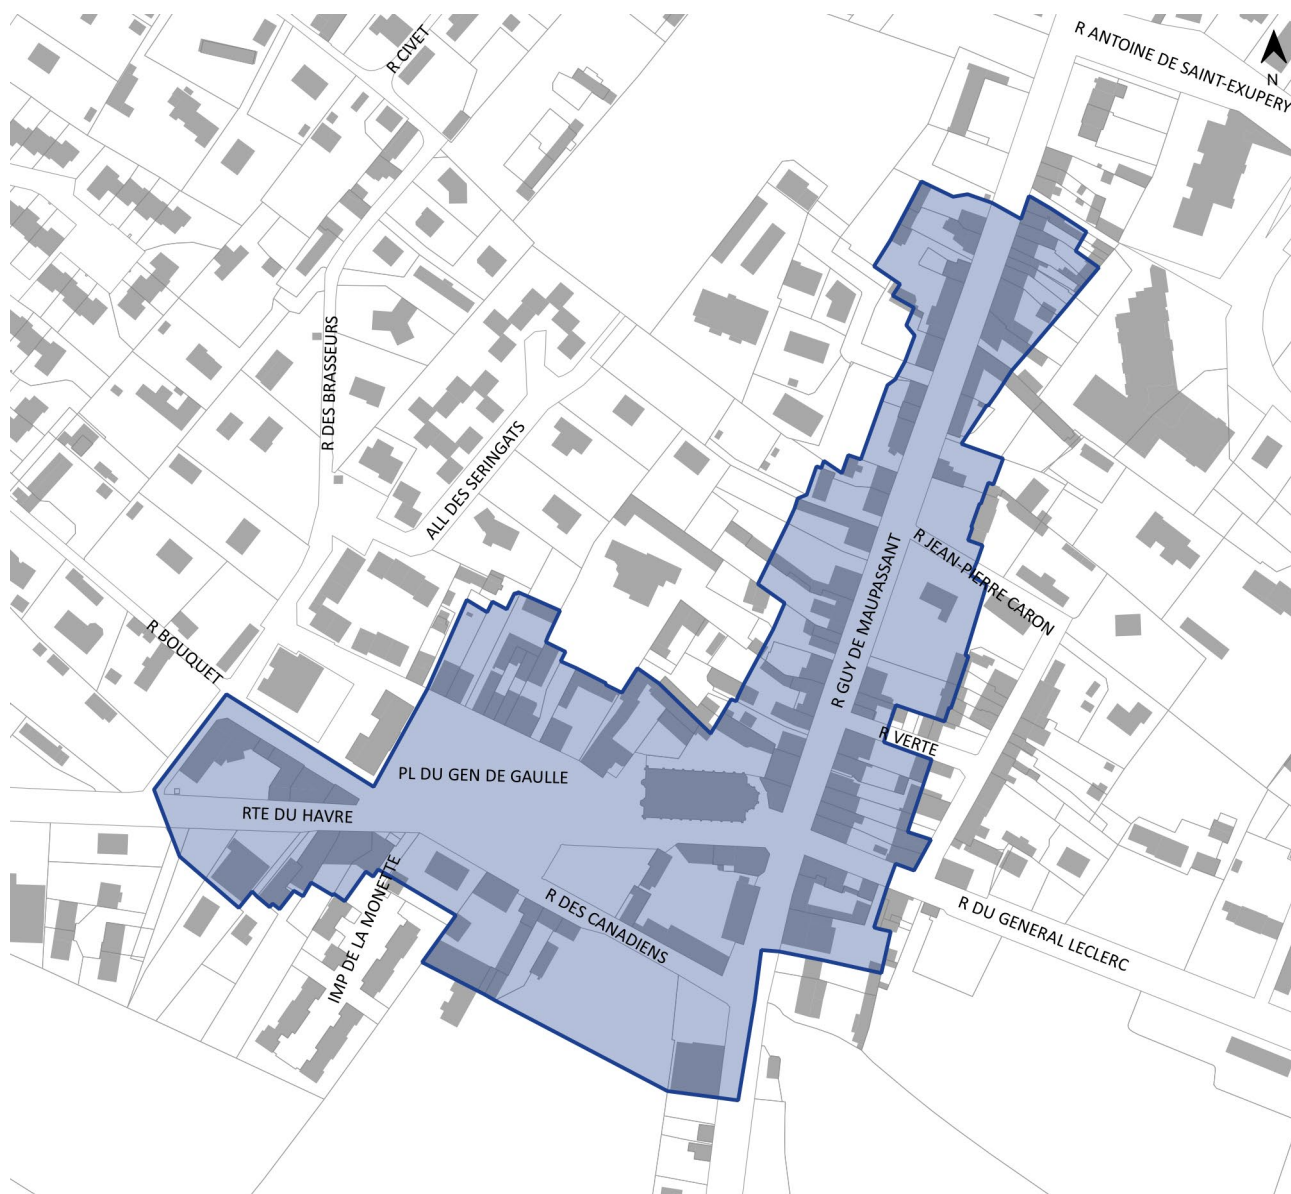 R ANTOINE DE SAINT-EXUPERY
R CIVET
N
R DES BRASSEURS
ALL DES SERINGATS
R JEAN-PIERRE CARON
R GUY DE MAUPASSANT
R BOUQUET
R VERTE
PL DU GEN DE GAULLE
RTE DU HAVRE
IMP DE LA MONETTE
R DES CANADIENS
R DU GENERAL LECLERC